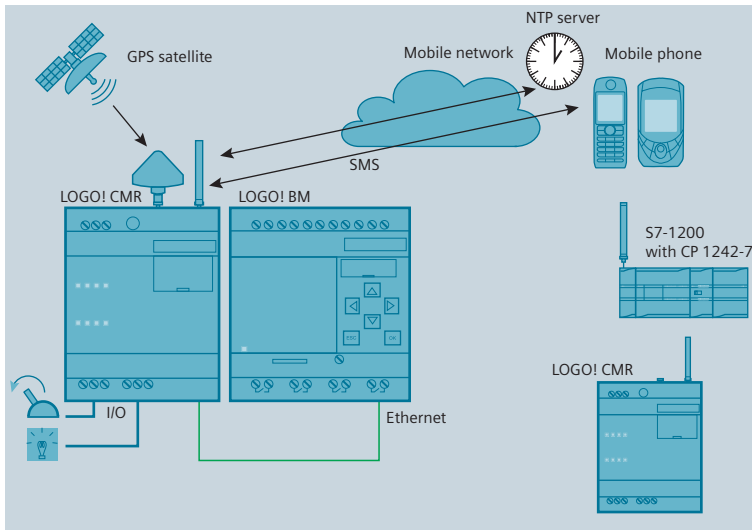 NTP server
GPS satellite
Mobile network
Mobile phone
SMS
LOGO! CMR
LOGO! BM
S7-1200
with CP 1242-7
ESC
OK
LOGO! CMR
I/O
Ethernet